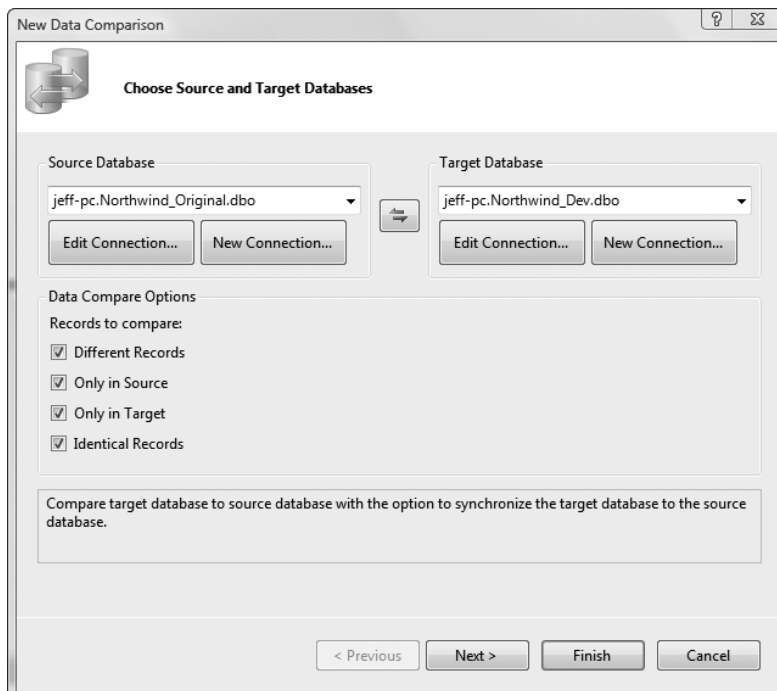 New Data Comparison
Choose Source and Target Databases
Source Database
jeff-pc.Northwind_Original.dbo
Edit Connection...
New Connection...
Target Database
jeff-pc.Northwind_Dev.dbo
Edit Connection...
New Connection...
Data Compare Options
Records to compare:
Different Records
Only in Source
Only in Target
Identical Records
Compare target database to source database with the option to synchronize the target database to the source
database.
< Previous
Next >
Finish
Cancel